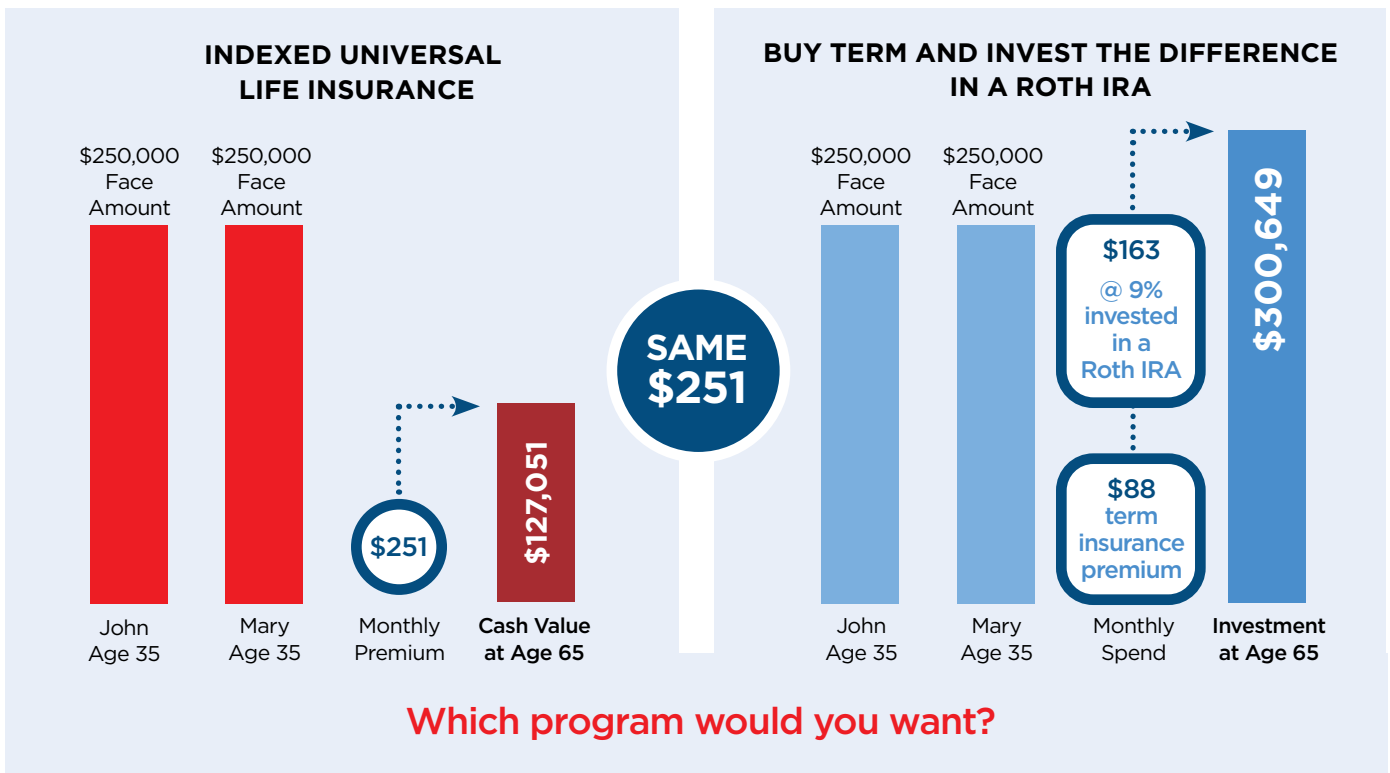 INDEXED UNIVERSAL
LIFE INSURANCE
$250,000
Face
Amount
$250,000
Face
Amount
$251
$127,051
John
Age 35
Mary
Age 35
Monthly
Premium
Cash Value
at Age 65
SAME
$251
BUY TERM AND INVEST THE DIFFERENCE
IN A ROTH IRA
$250,000
Face
Amount
$250,000
Face
Amount
$163
@ 9%
invested
in a
Roth IRA
$88
term
insurance
premium
$300,649
John
Age 35
Mary
Age 35
Monthly
Spend
Investment
at Age 65
Which program would you want?